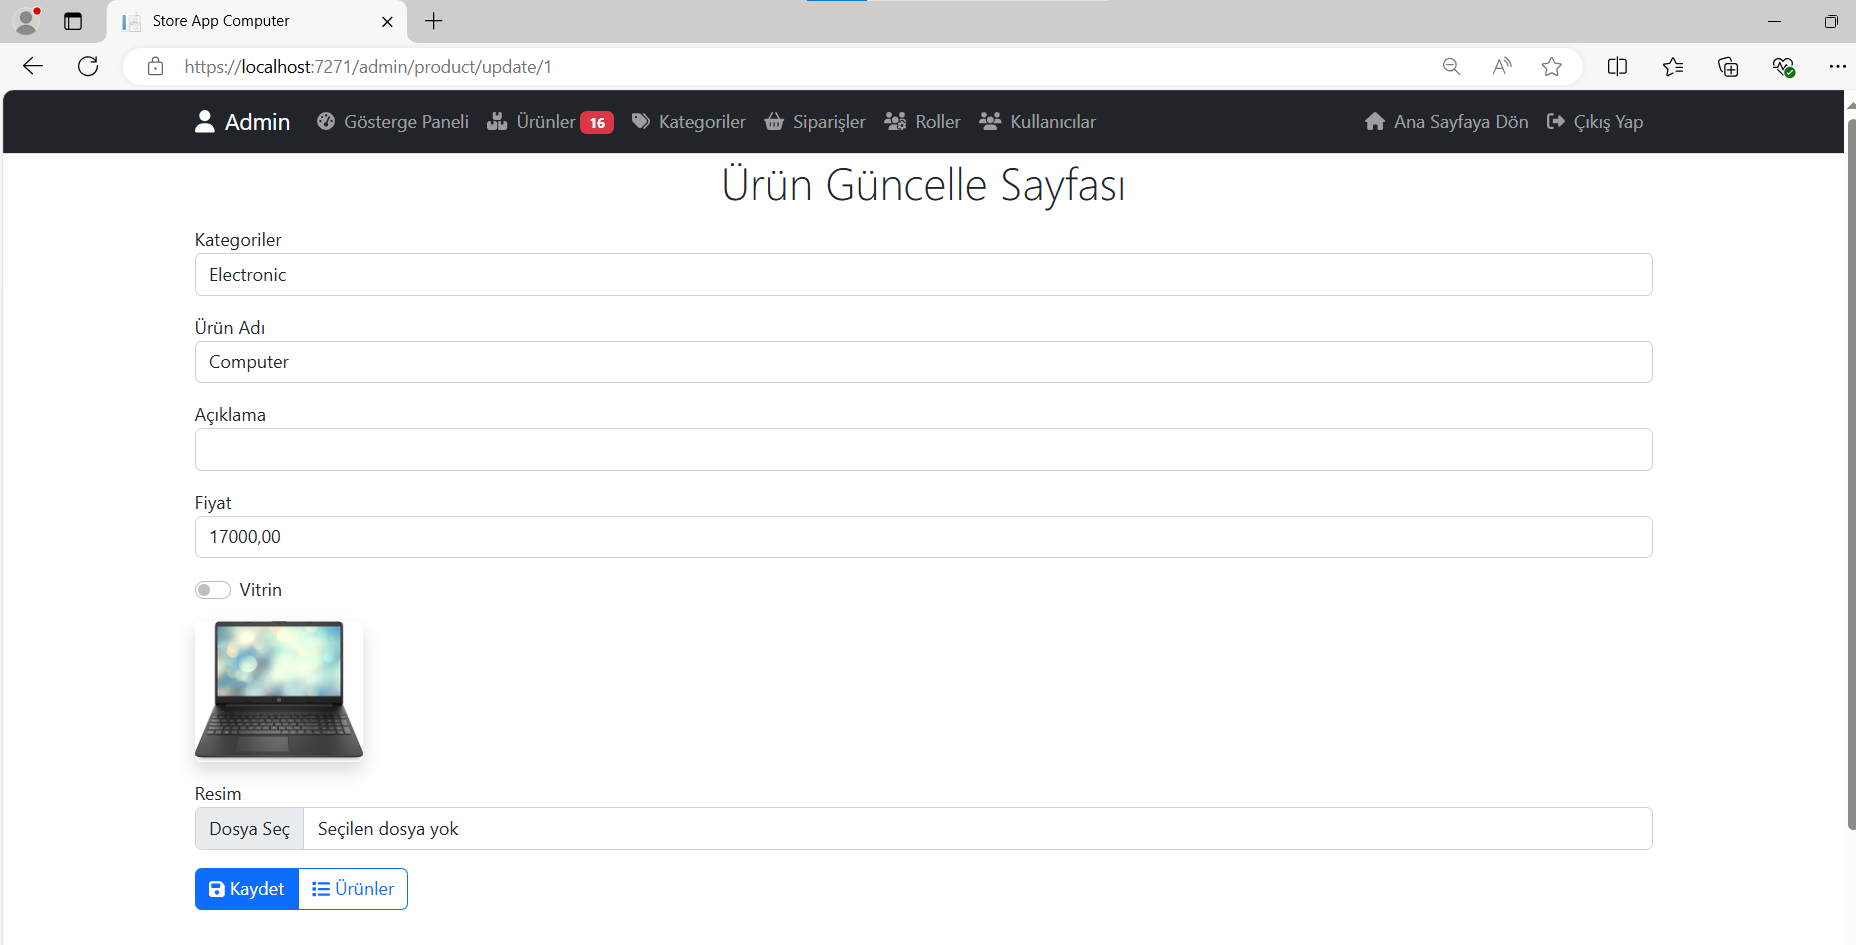 Store App Computer
https://localhost:7271/admin/product/update/1
Admin Gösterge Paneli Ürünler 16 Kategoriler Siparişler Roller Kullanıcılar Ana Sayfaya Dön Çıkış Yap
Ürün Güncelle Sayfası
Kategoriler
Electronic
Ürün Adı
Computer
Açıklama
Fiyat
17000,00
Vitrin
Resim
Dosya Seç Seçilen dosya yok
Kaydet Ürünler